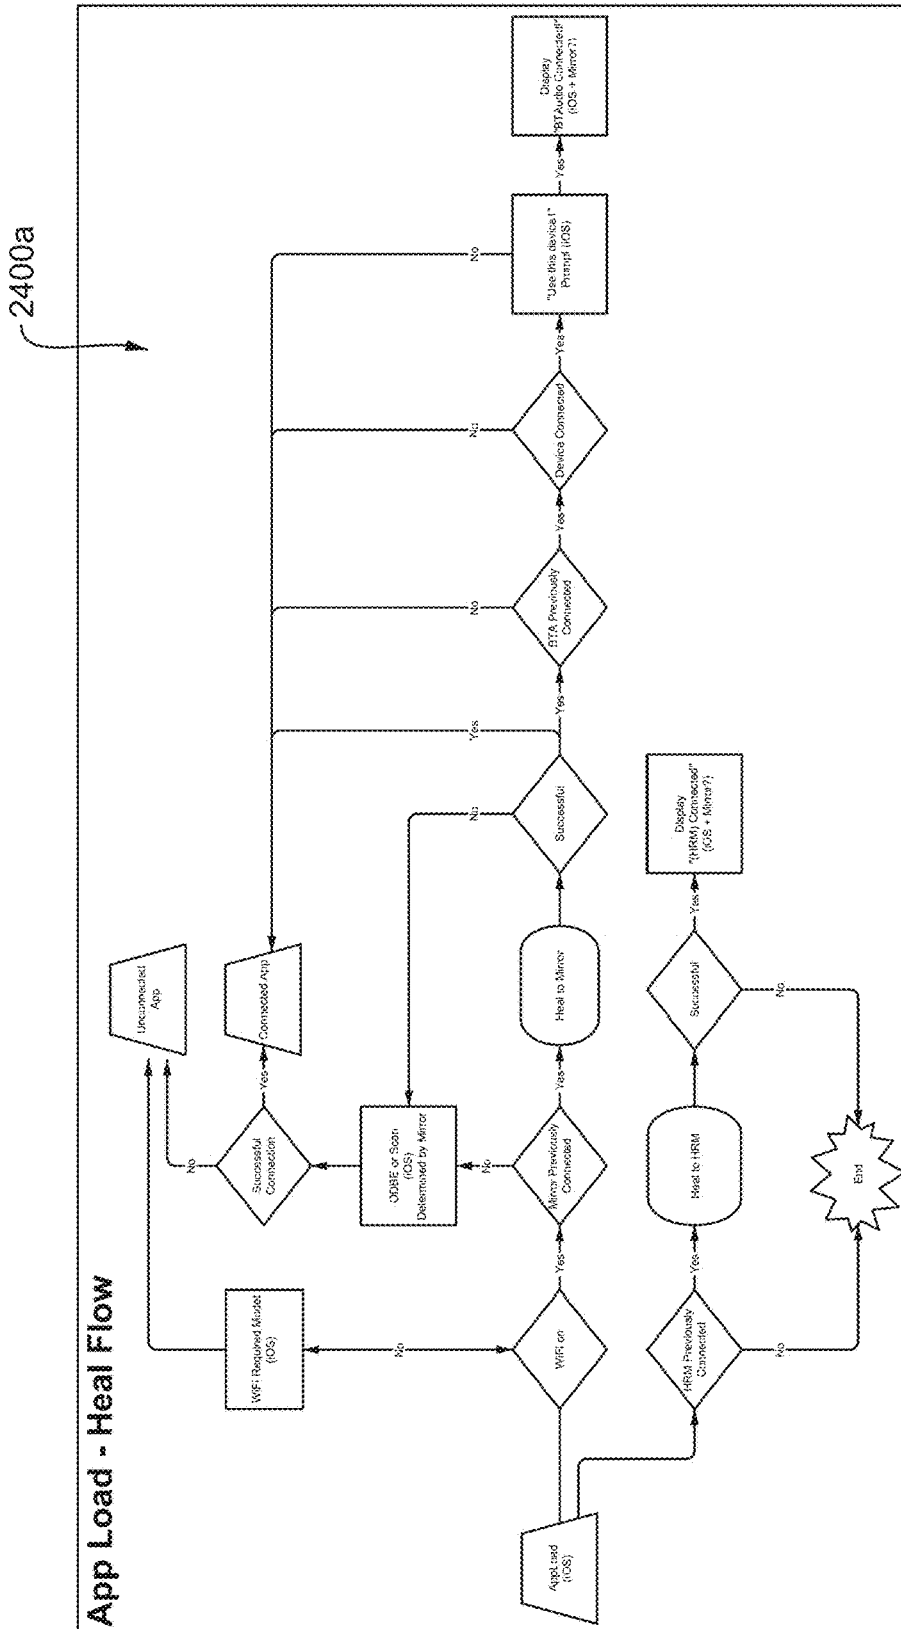 2400a
App Load - Heal Flow
App Load
(iOS)
WiFi on
No
Yes
WiFi Required Modet
(iOS)
Mirror Previously
Connected
No
Yes
ODBE or Scan
(iOS)
Determined by Mirror
Successful
Connection
No
Yes
Unconnected
App
Connected App
Heal to Mirror
Successful
No
Yes
Yes
BTA Previously
Connected
No
Yes
Device Connected
No
Yes
"Use this device!"
Prompt (iOS)
No
Yes
Display
"BTAudio Connected!"
(iOS + Mirror?)
HRM Previously
Connected
No
Yes
Heal to HRM
Successful
No
Yes
Display
"(HRM) Connected"
(iOS + Mirror?)
End